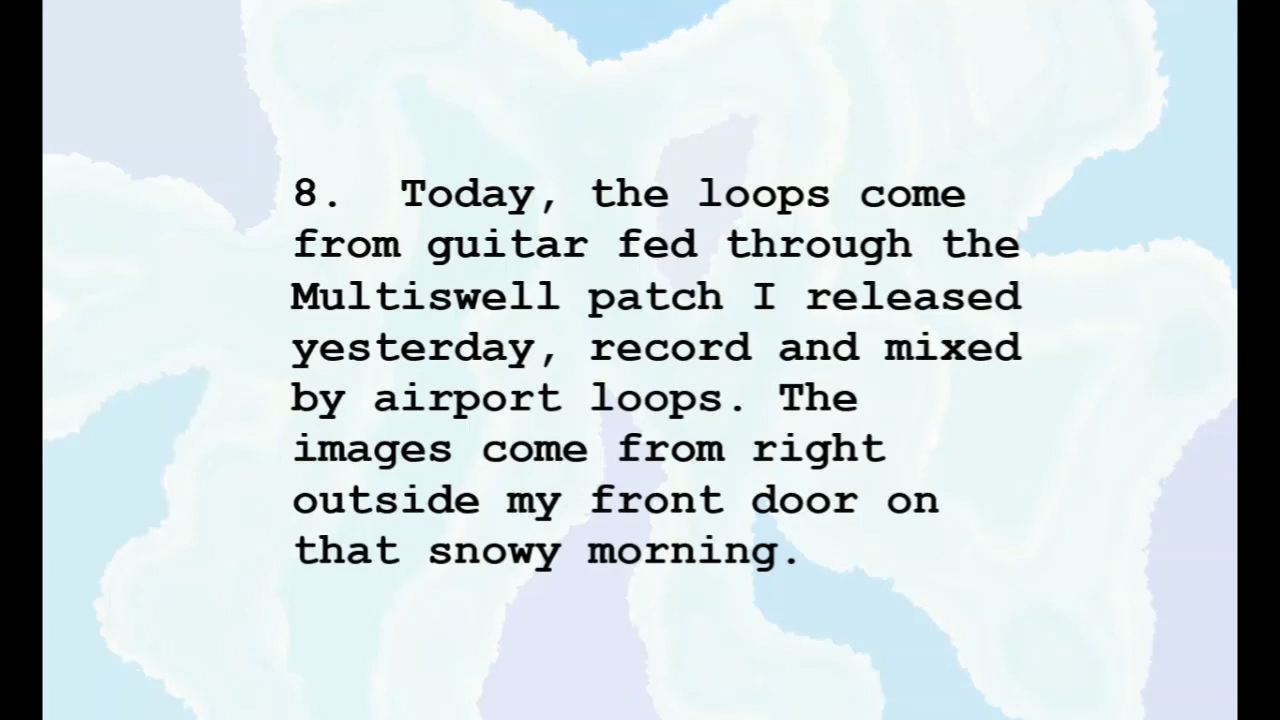 8.  Today, the loops come
from guitar fed through the
Multiswell patch I released
yesterday, record and mixed
by airport loops. The
images come from right
outside my front door on
that snowy morning.